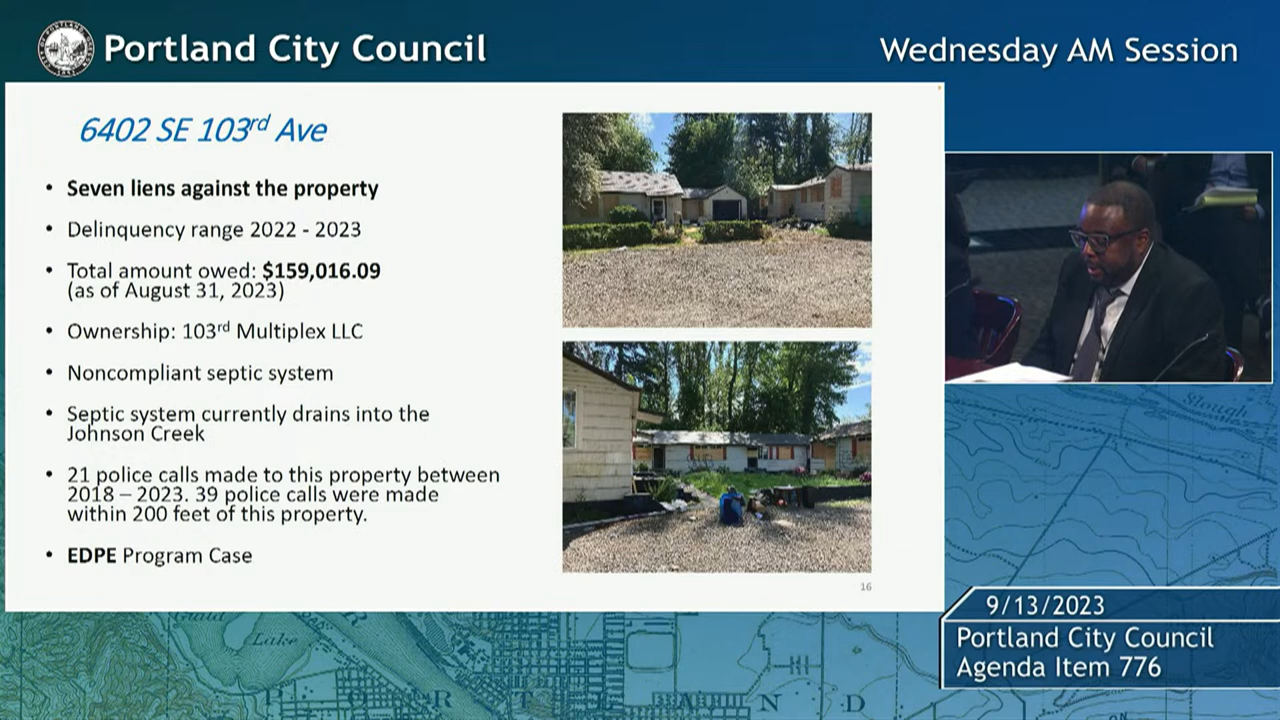 Portland City Council
Wednesday AM Session
6402 SE 103rd Ave
• Seven liens against the property
• Delinquency range 2022 - 2023
• Total amount owed: $159,016.09
(as of August 31, 2023)
• Ownership: 103rd Multiplex LLC
• Noncompliant septic system
• Septic system currently drains into the
Johnson Creek
• 21 police calls made to this property between
2018 – 2023. 39 police calls were made
within 200 feet of this property.
• EDPE Program Case
16
9/13/2023
Portland City Council
Agenda Item 776
Slough
Guild
Lake
R T L A N D